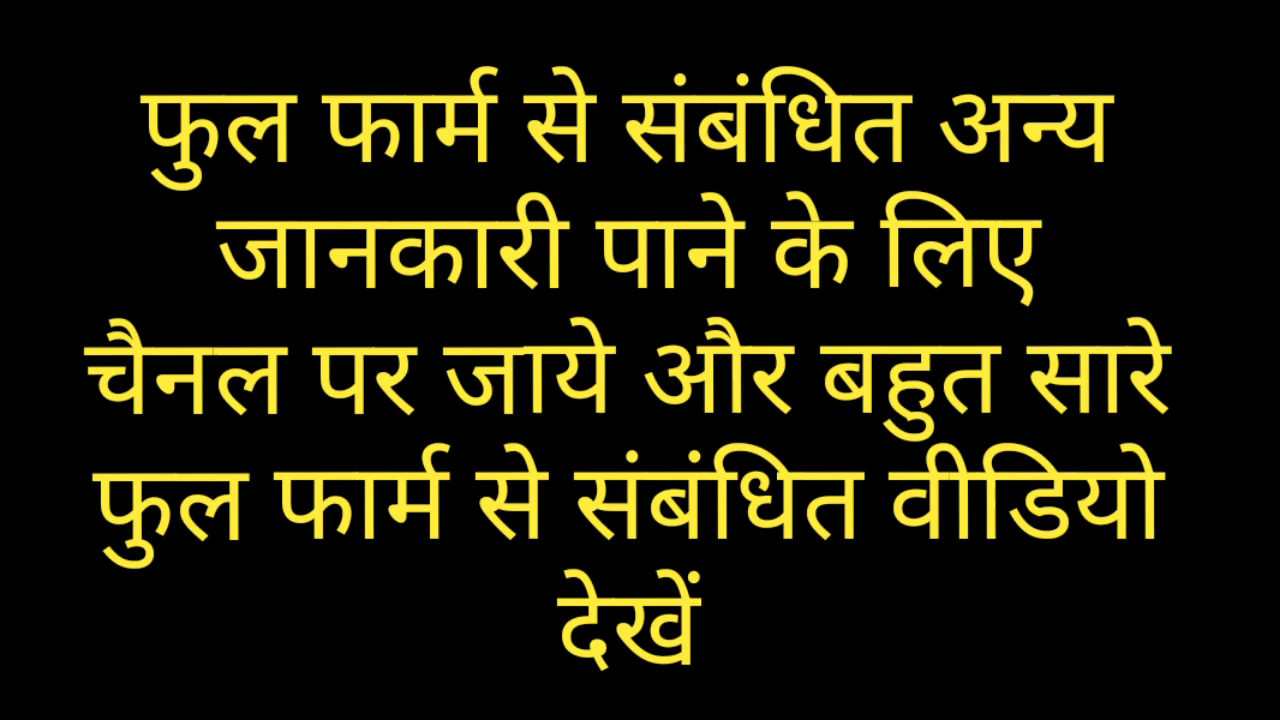 फुल फार्म से संबंधित अन्य
जानकारी पाने के लिए
चैनल पर जाये और बहुत सारे
फुल फार्म से संबंधित वीडियो
देखें